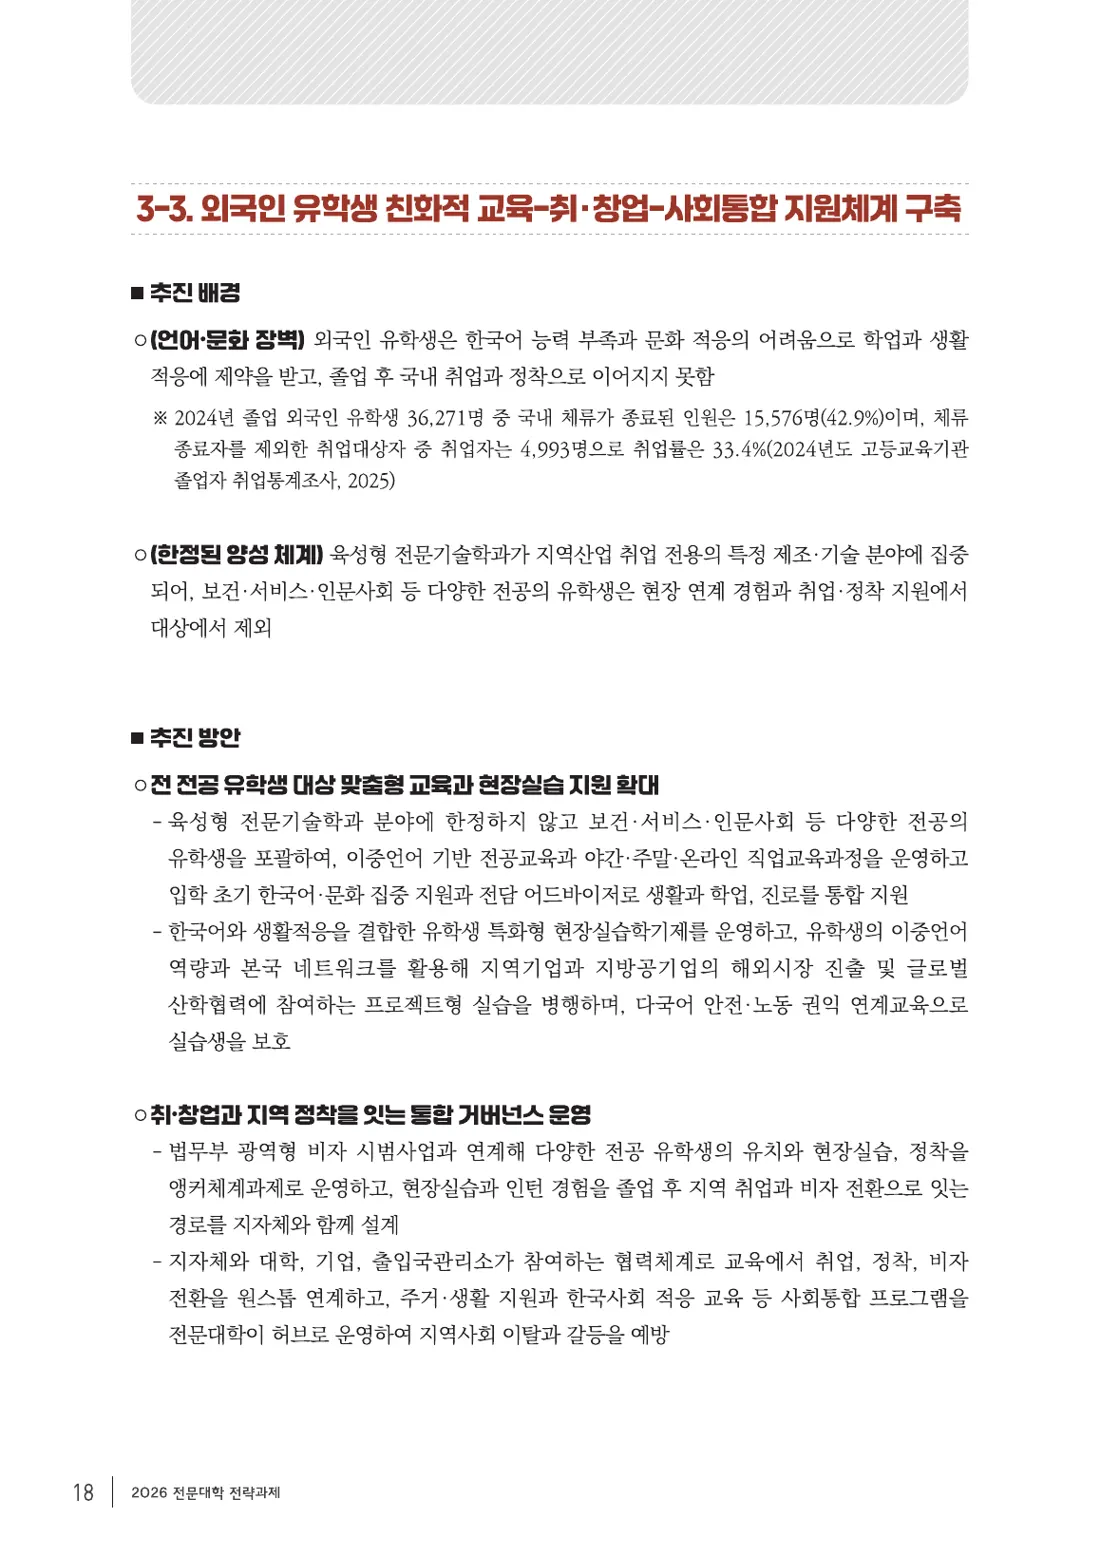 3-3. 외국인 유학생 친화적 교육-취·창업-사회통합 지원체계 구축
■ 추진 배경
○(언어·문화 장벽) 외국인 유학생은 한국어 능력 부족과 문화 적응의 어려움으로 학업과 생활
적응에 제약을 받고, 졸업 후 국내 취업과 정착으로 이어지지 못함
※ 2024년 졸업 외국인 유학생 36,271명 중 국내 체류가 종료된 인원은 15,576명(42.9%)이며, 체류
종료자를 제외한 취업대상자 중 취업자는 4,993명으로 취업률은 33.4%(2024년도 고등교육기관
졸업자 취업통계조사, 2025)
○(한정된 양성 체계) 육성형 전문기술학과가 지역산업 취업 전용의 특정 제조·기술 분야에 집중
되어, 보건·서비스·인문사회 등 다양한 전공의 유학생은 현장 연계 경험과 취업·정착 지원에서
대상에서 제외
■ 추진 방안
○전 전공 유학생 대상 맞춤형 교육과 현장실습 지원 확대
- 육성형 전문기술학과 분야에 한정하지 않고 보건·서비스·인문사회 등 다양한 전공의
유학생을 포괄하여, 이중언어 기반 전공교육과 야간·주말·온라인 직업교육과정을 운영하고
입학 초기 한국어·문화 집중 지원과 전담 어드바이저로 생활과 학업, 진로를 통합 지원
- 한국어와 생활적응을 결합한 유학생 특화형 현장실습학기제를 운영하고, 유학생의 이중언어
역량과 본국 네트워크를 활용해 지역기업과 지방공기업의 해외시장 진출 및 글로벌
산학협력에 참여하는 프로젝트형 실습을 병행하며, 다국어 안전·노동 권익 연계교육으로
실습생을 보호
○취·창업과 지역 정착을 잇는 통합 거버넌스 운영
- 법무부 광역형 비자 시범사업과 연계해 다양한 전공 유학생의 유치와 현장실습, 정착을
앵커체계과제로 운영하고, 현장실습과 인턴 경험을 졸업 후 지역 취업과 비자 전환으로 잇는
경로를 지자체와 함께 설계
- 지자체와 대학, 기업, 출입국관리소가 참여하는 협력체계로 교육에서 취업, 정착, 비자
전환을 원스톱 연계하고, 주거·생활 지원과 한국사회 적응 교육 등 사회통합 프로그램을
전문대학이 허브로 운영하여 지역사회 이탈과 갈등을 예방
18 2026 전문대학 전략과제